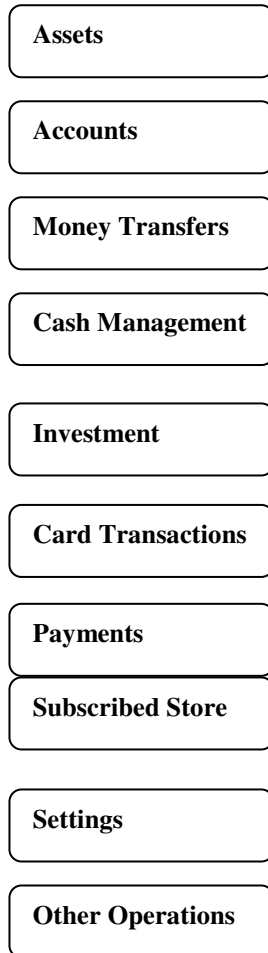 Assets
Accounts
Money Transfers
Cash Management
Investment
Card Transactions
Payments
Subscribed Store
Settings
Other Operations